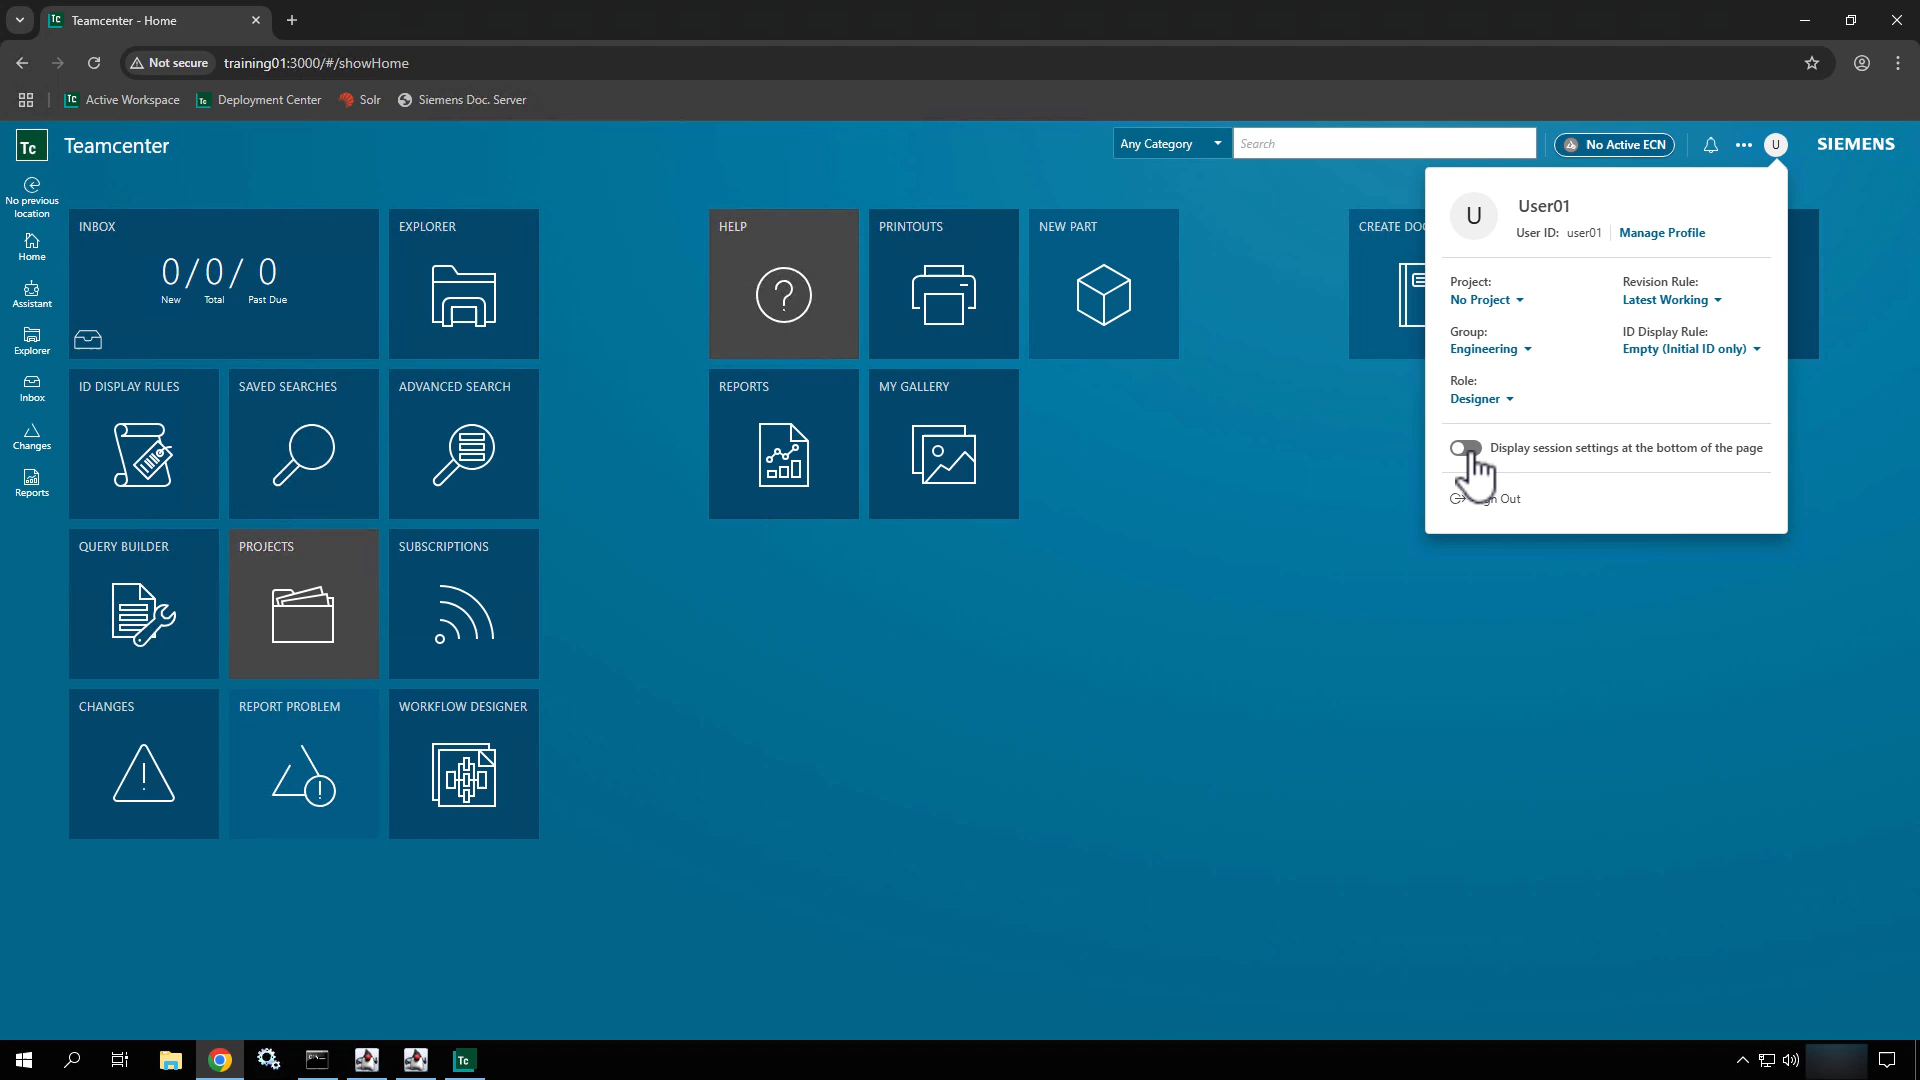 Teamcenter - Home
Not secure
training01:3000/#/showHome
Active Workspace
Deployment Center
Solr
Siemens Doc. Server
Tc
Teamcenter
Any Category
Search
No Active ECN
U
SIEMENS
No previous
location
Home
Assistant
Explorer
Inbox
Changes
Reports
INBOX
0/0/ 0
New Total Past Due
EXPLORER
HELP
PRINTOUTS
NEW PART
CREATE DOC
ID DISPLAY RULES
SAVED SEARCHES
ADVANCED SEARCH
REPORTS
MY GALLERY
QUERY BUILDER
PROJECTS
SUBSCRIPTIONS
CHANGES
REPORT PROBLEM
WORKFLOW DESIGNER
U
User01
User ID: user01
Manage Profile
Project:
No Project
Revision Rule:
Latest Working
Group:
Engineering
ID Display Rule:
Empty (Initial ID only)
Role:
Designer
Display session settings at the bottom of the page
Out
Tc